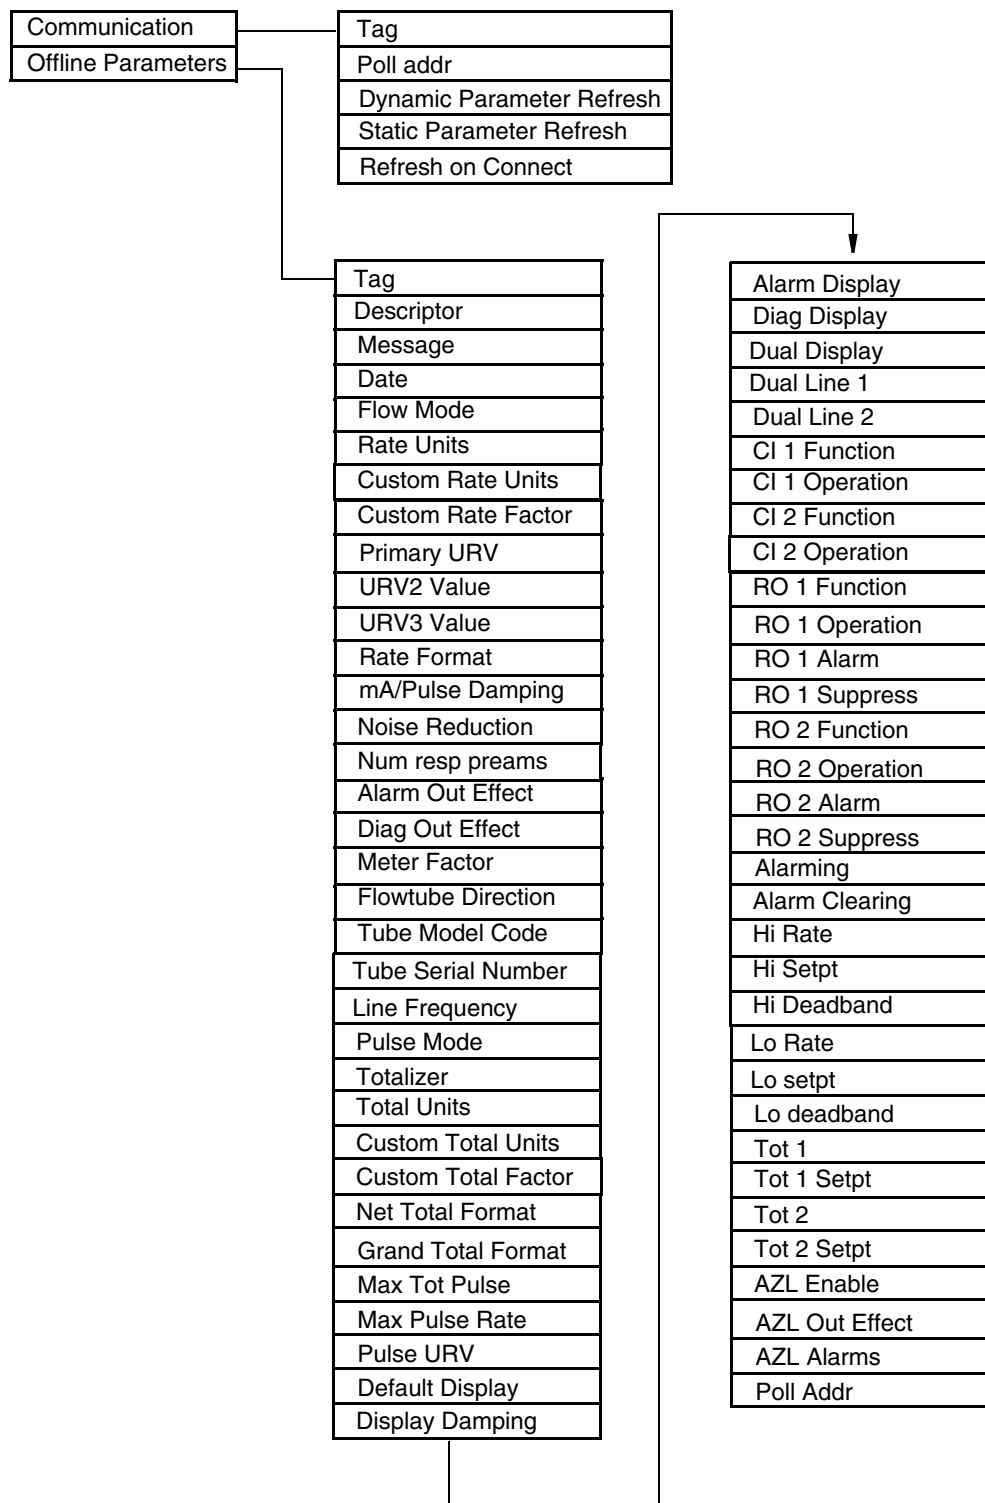 Communication
Offline Parameters
Tag
Poll addr
Dynamic Parameter Refresh
Static Parameter Refresh
Refresh on Connect
Tag
Descriptor
Message
Date
Flow Mode
Rate Units
Custom Rate Units
Custom Rate Factor
Primary URV
URV2 Value
URV3 Value
Rate Format
mA/Pulse Damping
Noise Reduction
Num resp preams
Alarm Out Effect
Diag Out Effect
Meter Factor
Flowtube Direction
Tube Model Code
Tube Serial Number
Line Frequency
Pulse Mode
Totalizer
Total Units
Custom Total Units
Custom Total Factor
Net Total Format
Grand Total Format
Max Tot Pulse
Max Pulse Rate
Pulse URV
Default Display
Display Damping
Alarm Display
Diag Display
Dual Display
Dual Line 1
Dual Line 2
CI 1 Function
CI 1 Operation
CI 2 Function
CI 2 Operation
RO 1 Function
RO 1 Operation
RO 1 Alarm
RO 1 Suppress
RO 2 Function
RO 2 Operation
RO 2 Alarm
RO 2 Suppress
Alarming
Alarm Clearing
Hi Rate
Hi Setpt
Hi Deadband
Lo Rate
Lo setpt
Lo deadband
Tot 1
Tot 1 Setpt
Tot 2
Tot 2 Setpt
AZL Enable
AZL Out Effect
AZL Alarms
Poll Addr